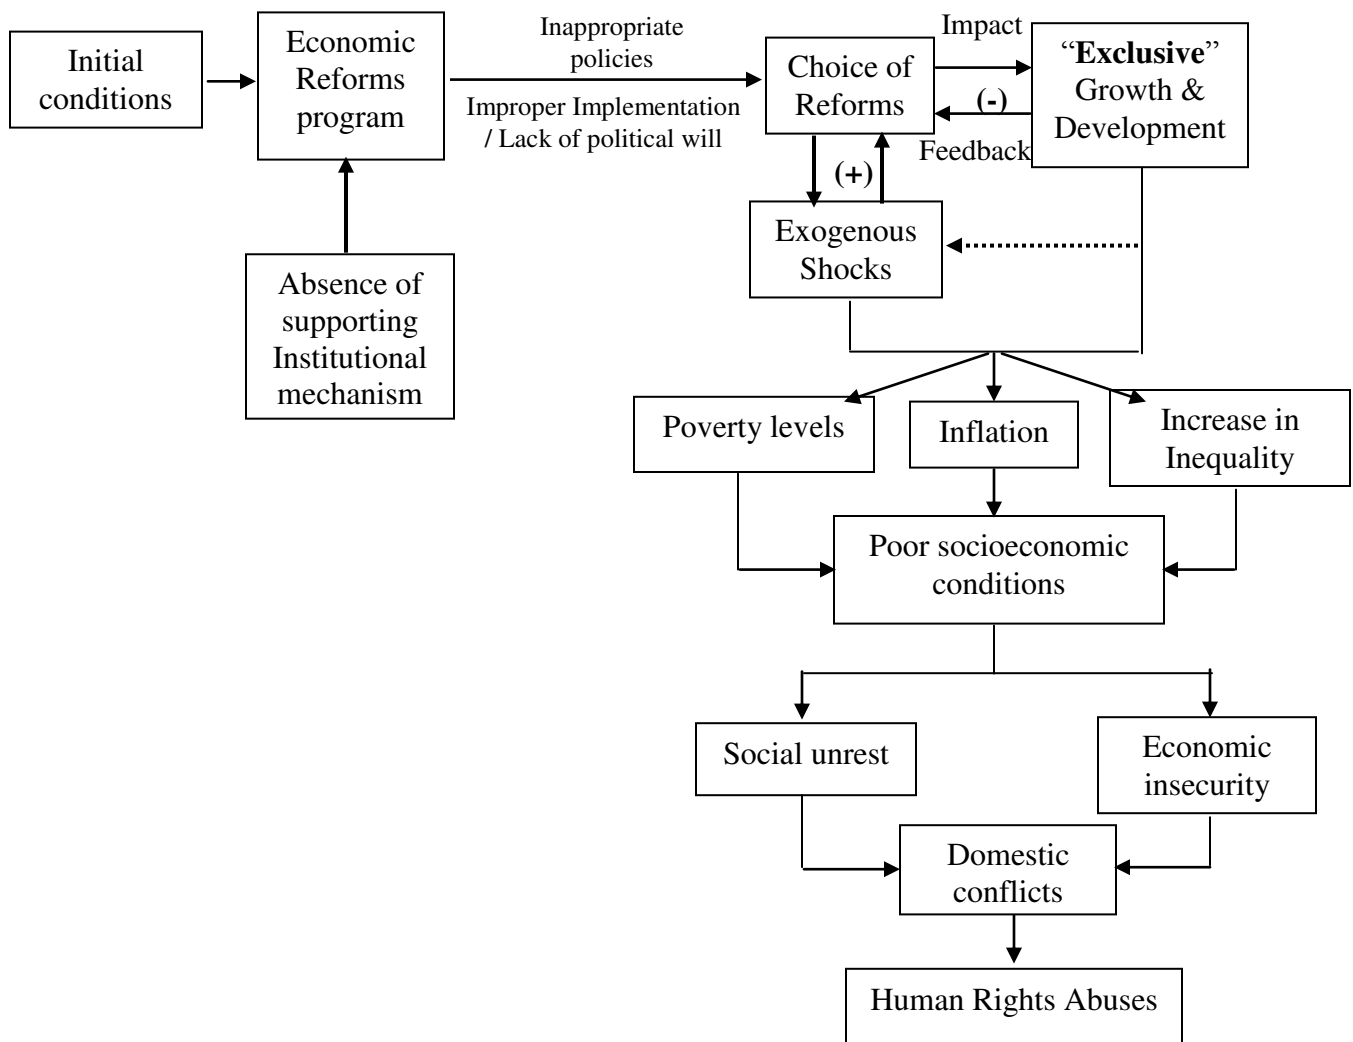 Initial
conditions
Economic
Reforms
program
Inappropriate
policies
Improper Implementation
/ Lack of political will
Choice of
Reforms
Impact
(-)
Feedback
“Exclusive”
Growth &
Development
(+)
Exogenous
Shocks
Absence of
supporting
Institutional
mechanism
Poverty levels
Inflation
Increase in
Inequality
Poor socioeconomic
conditions
Social unrest
Economic
insecurity
Domestic
conflicts
Human Rights Abuses